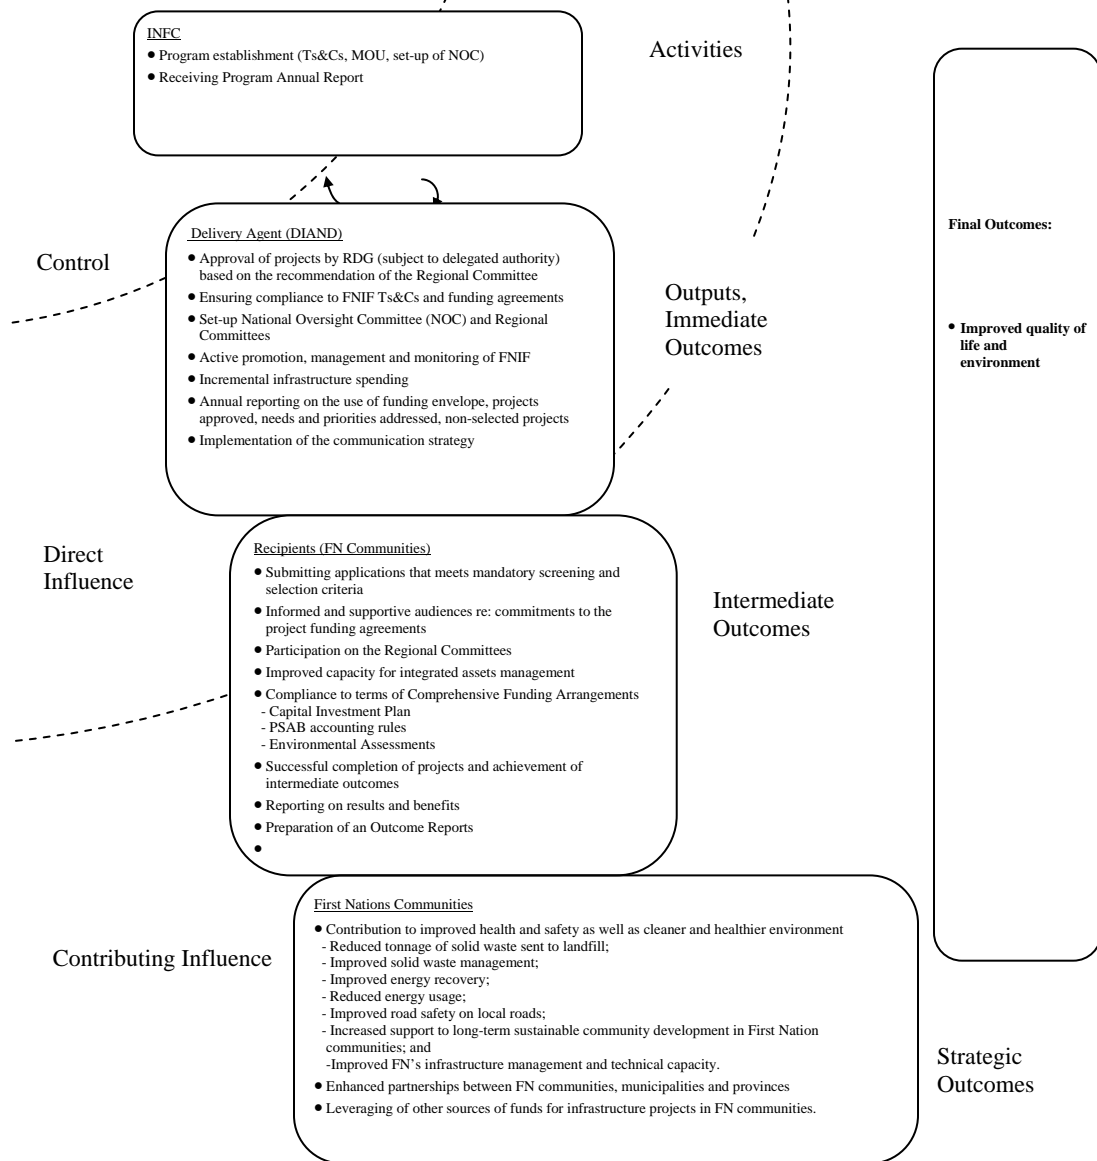 INFC
● Program establishment (Ts&Cs, MOU, set-up of NOC)
● Receiving Program Annual Report
Activities
Control
Delivery Agent (DIAND)
● Approval of projects by RDG (subject to delegated authority)
based on the recommendation of the Regional Committee
● Ensuring compliance to FNIF Ts&Cs and funding agreements
● Set-up National Oversight Committee (NOC) and Regional
Committees
● Active promotion, management and monitoring of FNIF
● Incremental infrastructure spending
● Annual reporting on the use of funding envelope, projects
approved, needs and priorities addressed, non-selected projects
● Implementation of the communication strategy
Outputs,
Immediate
Outcomes
Final Outcomes:
• Improved quality of
life and
environment
Direct
Influence
Recipients (FN Communities)
● Submitting applications that meets mandatory screening and
selection criteria
● Informed and supportive audiences re: commitments to the
project funding agreements
● Participation on the Regional Committees
● Improved capacity for integrated assets management
● Compliance to terms of Comprehensive Funding Arrangements
- Capital Investment Plan
- PSAB accounting rules
- Environmental Assessments
● Successful completion of projects and achievement of
intermediate outcomes
● Reporting on results and benefits
● Preparation of an Outcome Reports
●
Intermediate
Outcomes
Contributing Influence
First Nations Communities
● Contribution to improved health and safety as well as cleaner and healthier environment
- Reduced tonnage of solid waste sent to landfill;
- Improved solid waste management;
- Improved energy recovery;
- Reduced energy usage;
- Improved road safety on local roads;
- Increased support to long-term sustainable community development in First Nation
communities; and
-Improved FN's infrastructure management and technical capacity.
● Enhanced partnerships between FN communities, municipalities and provinces
● Leveraging of other sources of funds for infrastructure projects in FN communities.
Strategic
Outcomes